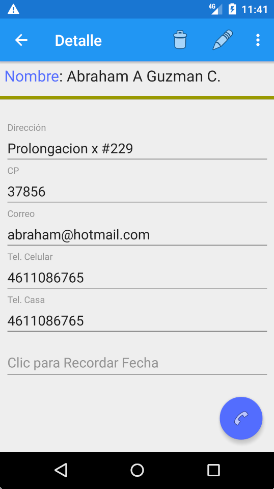 4G 11:41
Detalle
Nombre: Abraham A Guzman C.
Dirección
Prolongacion x #229
CP
37856
Correo
abraham@hotmail.com
Tel. Celular
4611086765
Tel. Casa
4611086765
Clic para Recordar Fecha